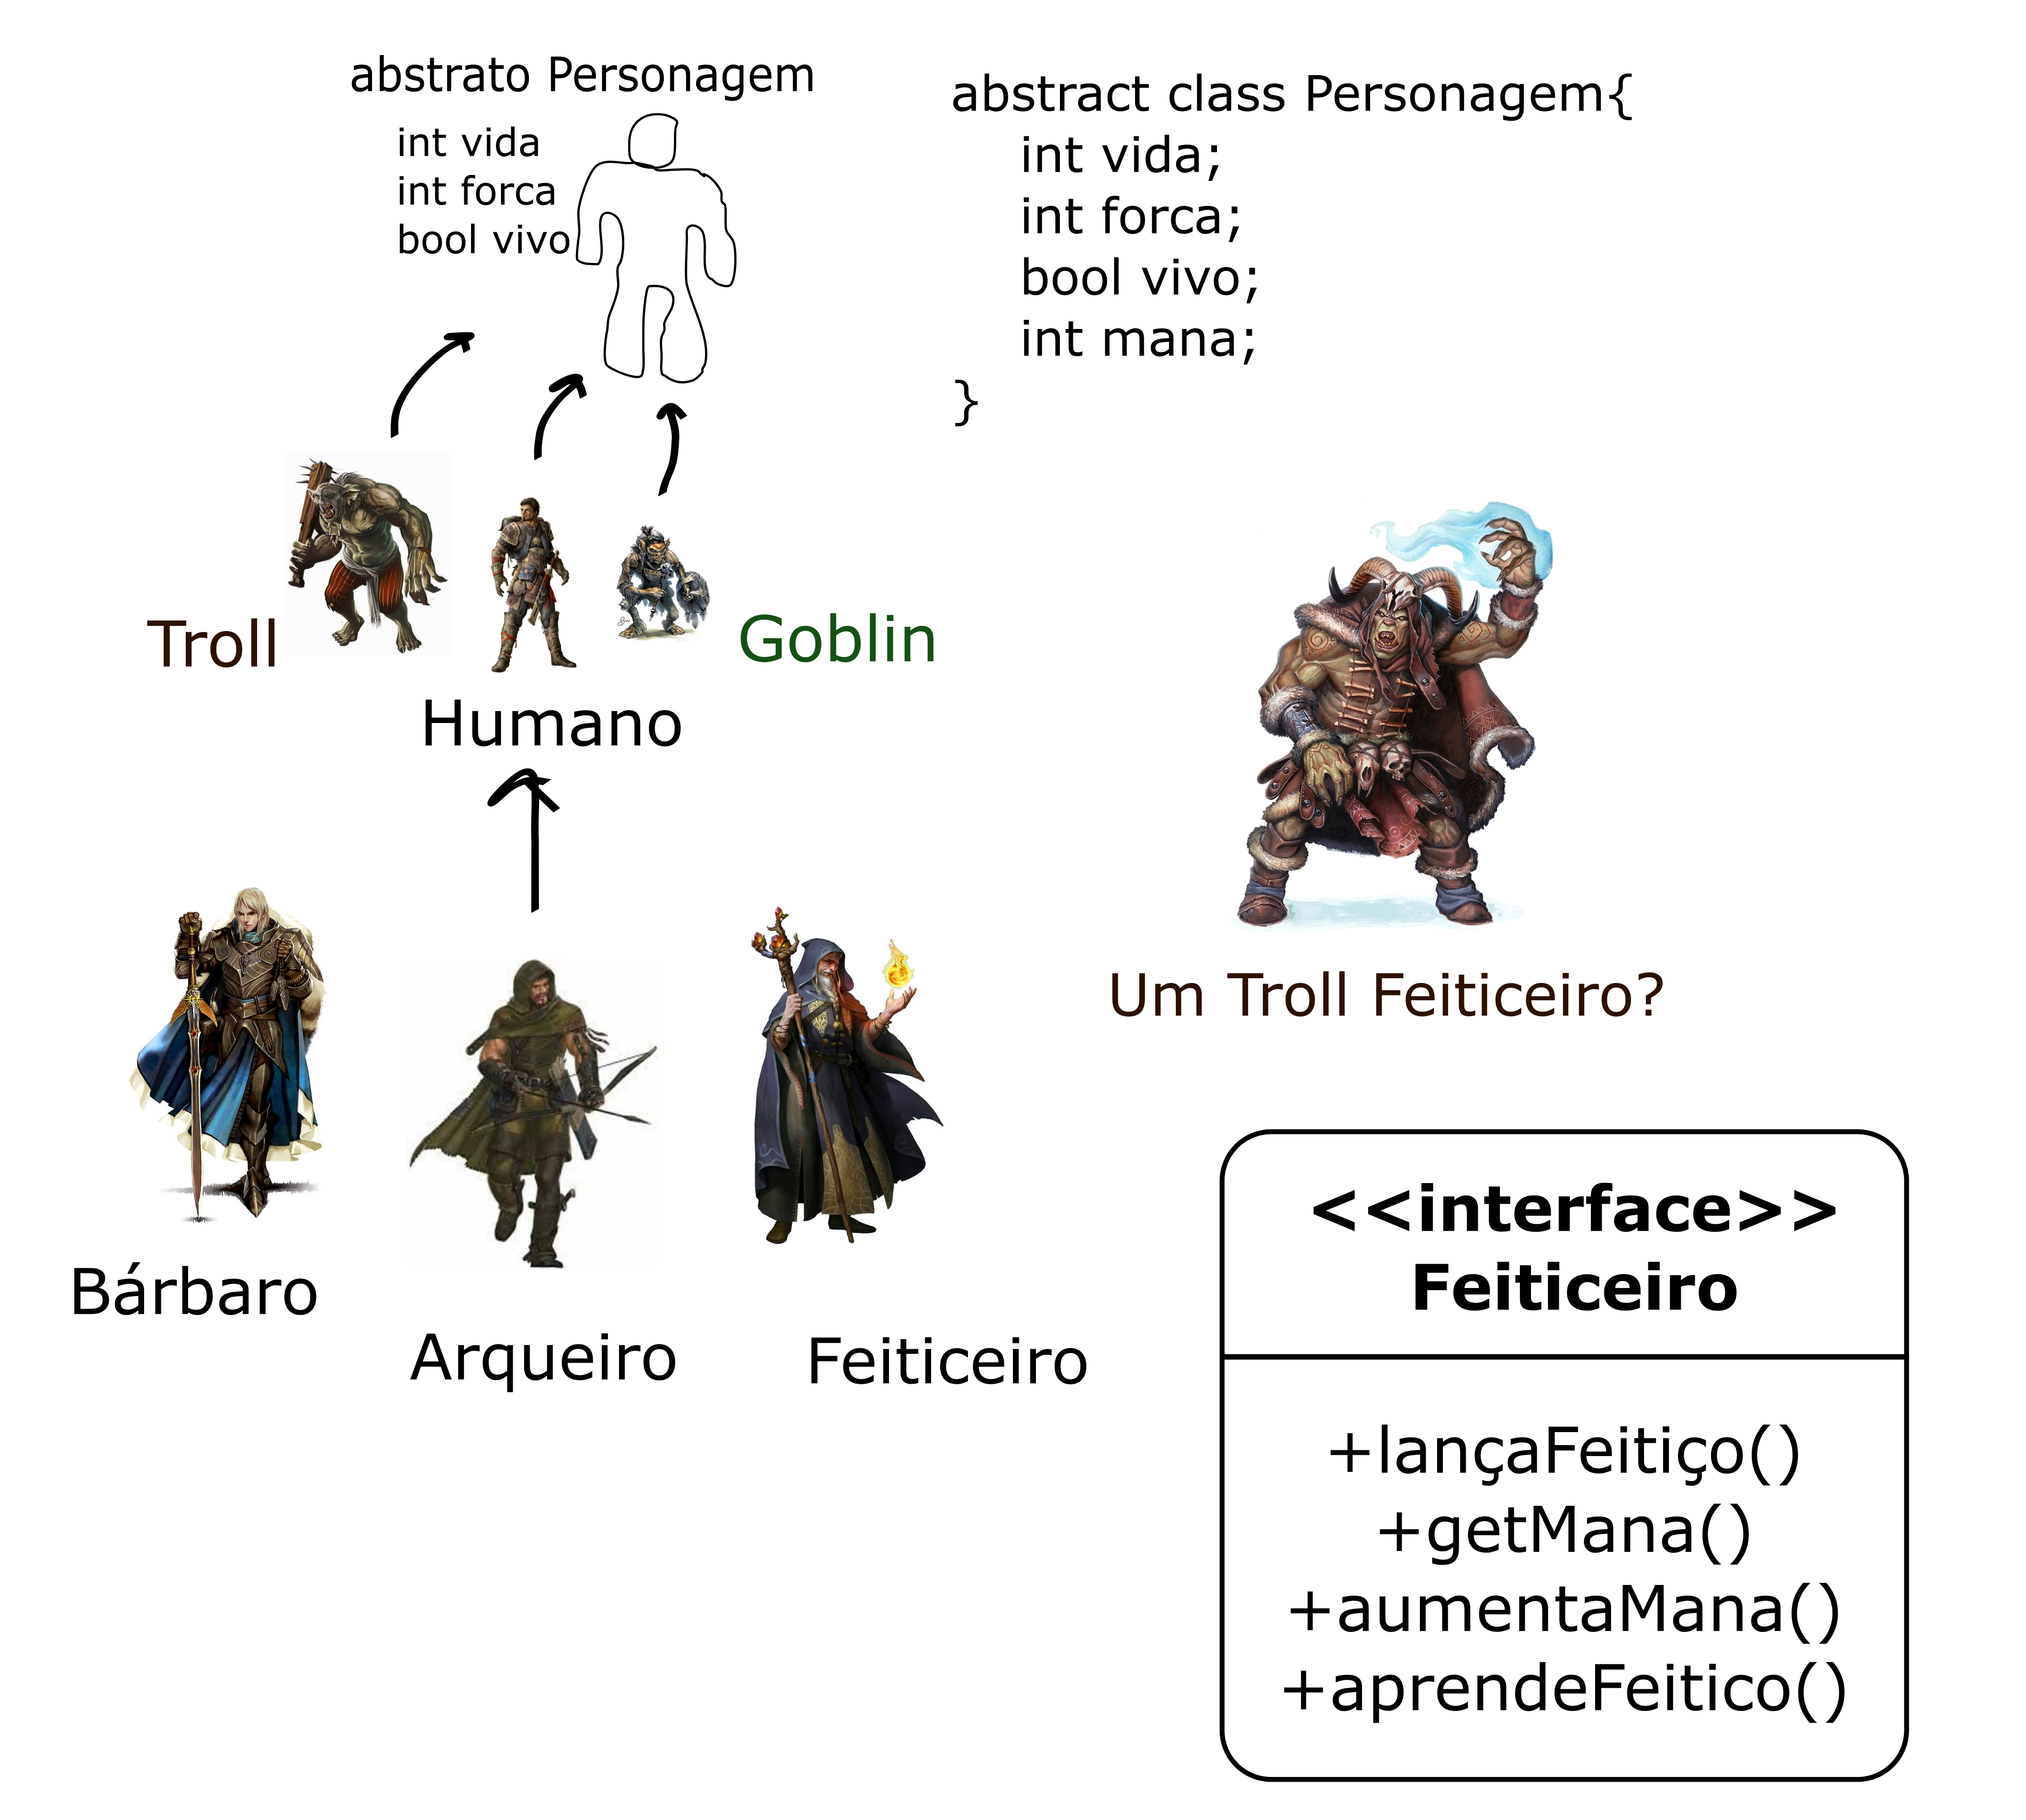 abstrato Personagem
int vida
int forca
bool vivo
abstract class Personagem{
int vida;
int forca;
bool vivo;
int mana;
}
Troll
Goblin
Humano
Um Troll Feiticeiro?
Bárbaro
Arqueiro
Feiticeiro
<<interface>>
Feiticeiro
+lançaFeitiço()
+getMana()
+aumentaMana()
+aprendeFeitico()